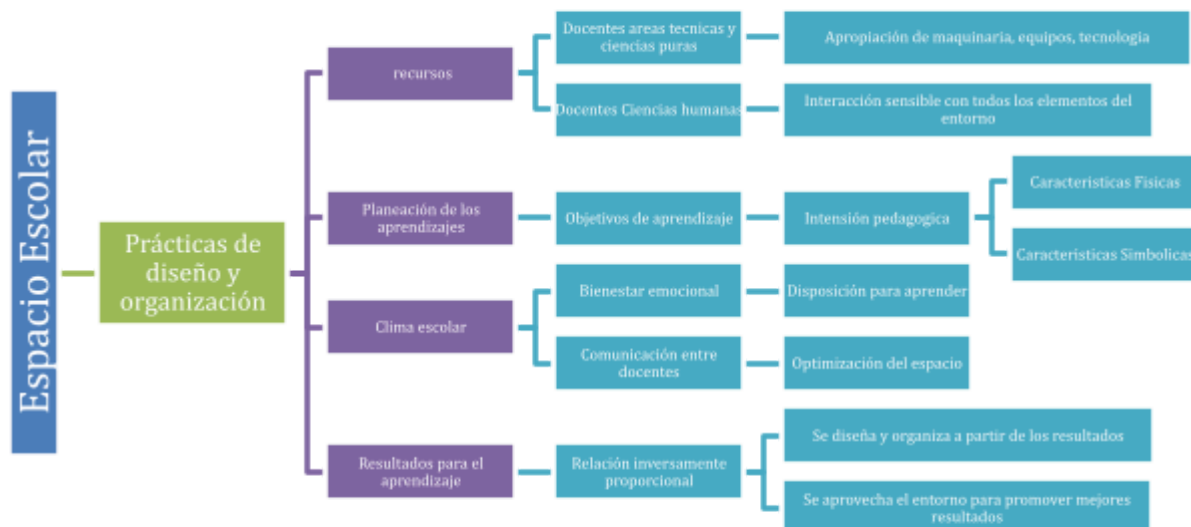 Espacio Escolar
Prácticas de
diseño y
organización
recursos
Docentes areas tecnicas y
ciencias puras
Apropiación de maquinaria, equipos, tecnologia
Docentes Ciencias humanas
Interacción sensible con todos los elementos del
entorno
Planeación de los
aprendizajes
Objetivos de aprendizaje
Intensión pedagogica
Caracteristicas Fisicas
Características Simbolicas
Clima escolar
Bienestar emocional
Disposición para aprender
Comunicación entre
docentes
Optimización del espacio
Resultados para el
aprendizaje
Relación inversamente
proporcional
Se diseña y organiza a partir de los resultados
Se aprovecha el entorno para promover mejores
resultados